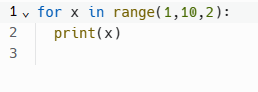 1 for x in range(1,10,2):
2   print(x)
3